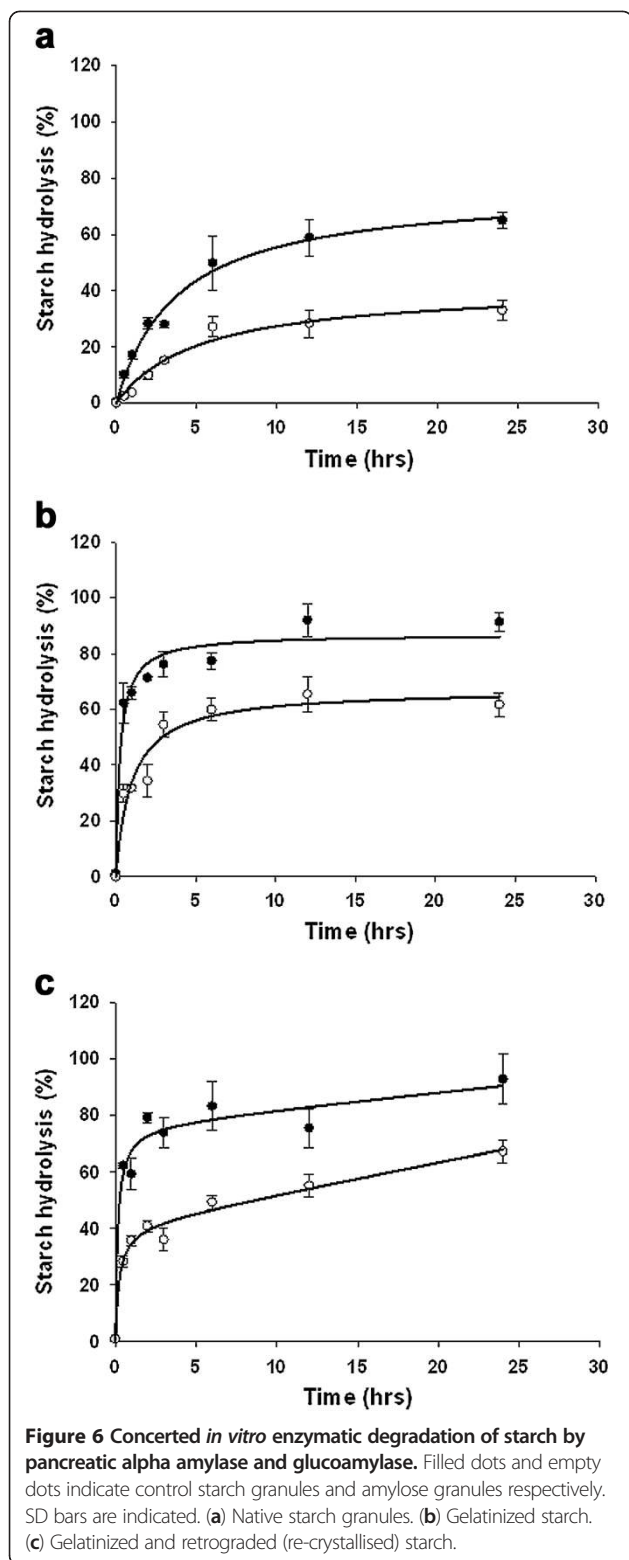 a
120
100
80
60
40
20
0
Starch hydrolysis (%)
0 5 10 15 20 25 30
Time (hrs)
b
120
100
80
60
40
20
0
Starch hydrolysis (%)
0 5 10 15 20 25 30
Time (hrs)
c
120
100
80
60
40
20
0
Starch hydrolysis (%)
0 5 10 15 20 25 30
Time (hrs)
Figure 6 Concerted in vitro enzymatic degradation of starch by
pancreatic alpha amylase and glucoamylase. Filled dots and empty
dots indicate control starch granules and amylose granules respectively.
SD bars are indicated. (a) Native starch granules. (b) Gelatinized starch.
(c) Gelatinized and retrograded (re-crystallised) starch.